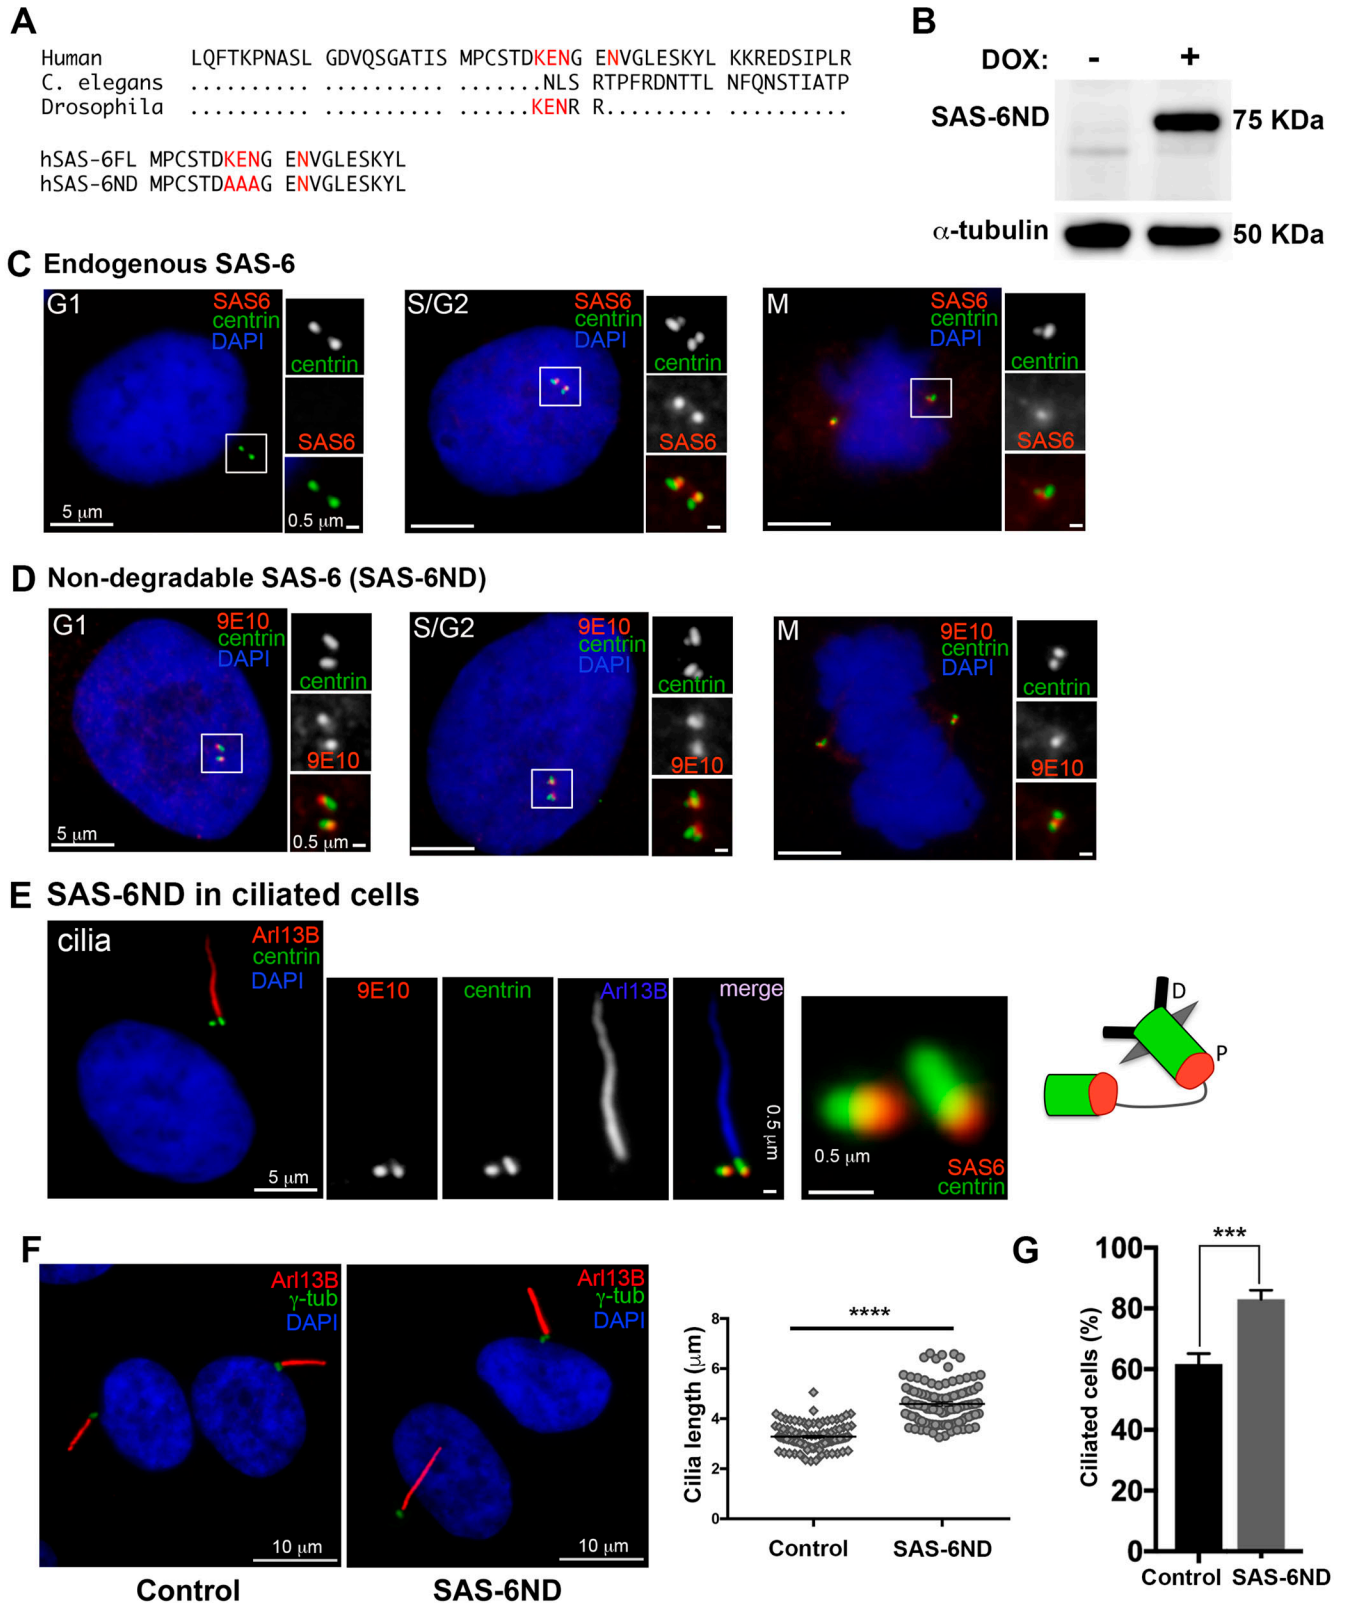 A
Human LQFTKPNASL GDVQSGATIS MPCSTDKENG ENVGLESKYL KKREDSIPLR
C. elegans .......... .......... .......NLS RTPFRDNTTL NFQNSTIATP
Drosophila .......... .......... ......KENR R......... ..........
hSAS-6FL MPCSTDKENG ENVGLESKYL
hSAS-6ND MPCSTDAAAG ENVGLESKYL
B
DOX: - +
SAS-6ND 75 KDa
α-tubulin 50 KDa
C Endogenous SAS-6
G1
SAS6
centrin
DAPI
5 μm
centrin
SAS6
0.5 μm
S/G2
SAS6
centrin
DAPI
centrin
SAS6
M
SAS6
centrin
DAPI
centrin
SAS6
D Non-degradable SAS-6 (SAS-6ND)
G1
9E10
centrin
DAPI
5 μm
centrin
9E10
0.5 μm
S/G2
9E10
centrin
DAPI
centrin
9E10
M
9E10
centrin
DAPI
centrin
9E10
E SAS-6ND in ciliated cells
cilia
Arl13B
centrin
DAPI
5 μm
9E10
centrin
Arl13B
merge
0.5 μm
0.5 μm
SAS6
centrin
D
P
F
Arl13B
γ-tub
DAPI
10 μm
Control
Arl13B
γ-tub
DAPI
10 μm
SAS-6ND
Cilia length (μm)
8
6
4
2
0
****
Control
SAS-6ND
G
Ciliated cells (%)
100
80
60
40
20
0
***
Control
SAS-6ND